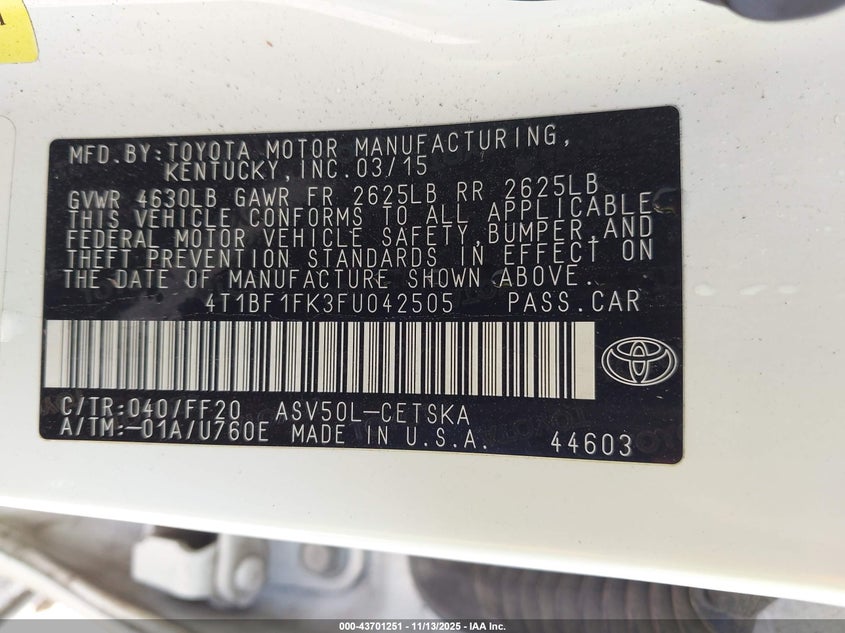 MFD.BY:TOYOTA MOTOR MANUFACTURING,
KENTUCKY,INC.03/15
GVWR 4630LB GAWR FR 2625LB RR 2625LB
THIS VEHICLE CONFORMS TO ALL APPLICABLE
FEDERAL MOTOR VEHICLE SAFETY,BUMPER,AND
THEFT PREVENTION STANDARDS IN EFFECT ON
THE DATE OF MANUFACTURE SHOWN ABOVE.
4T1BF1FK3FU042505 PASS.CAR
C/TR:040/FF20 ASV50L-CETSKA
A/TM:-01A/U760E MADE IN U.S.A. 44603
000-43701251 - 11/13/2025 - IAA Inc.